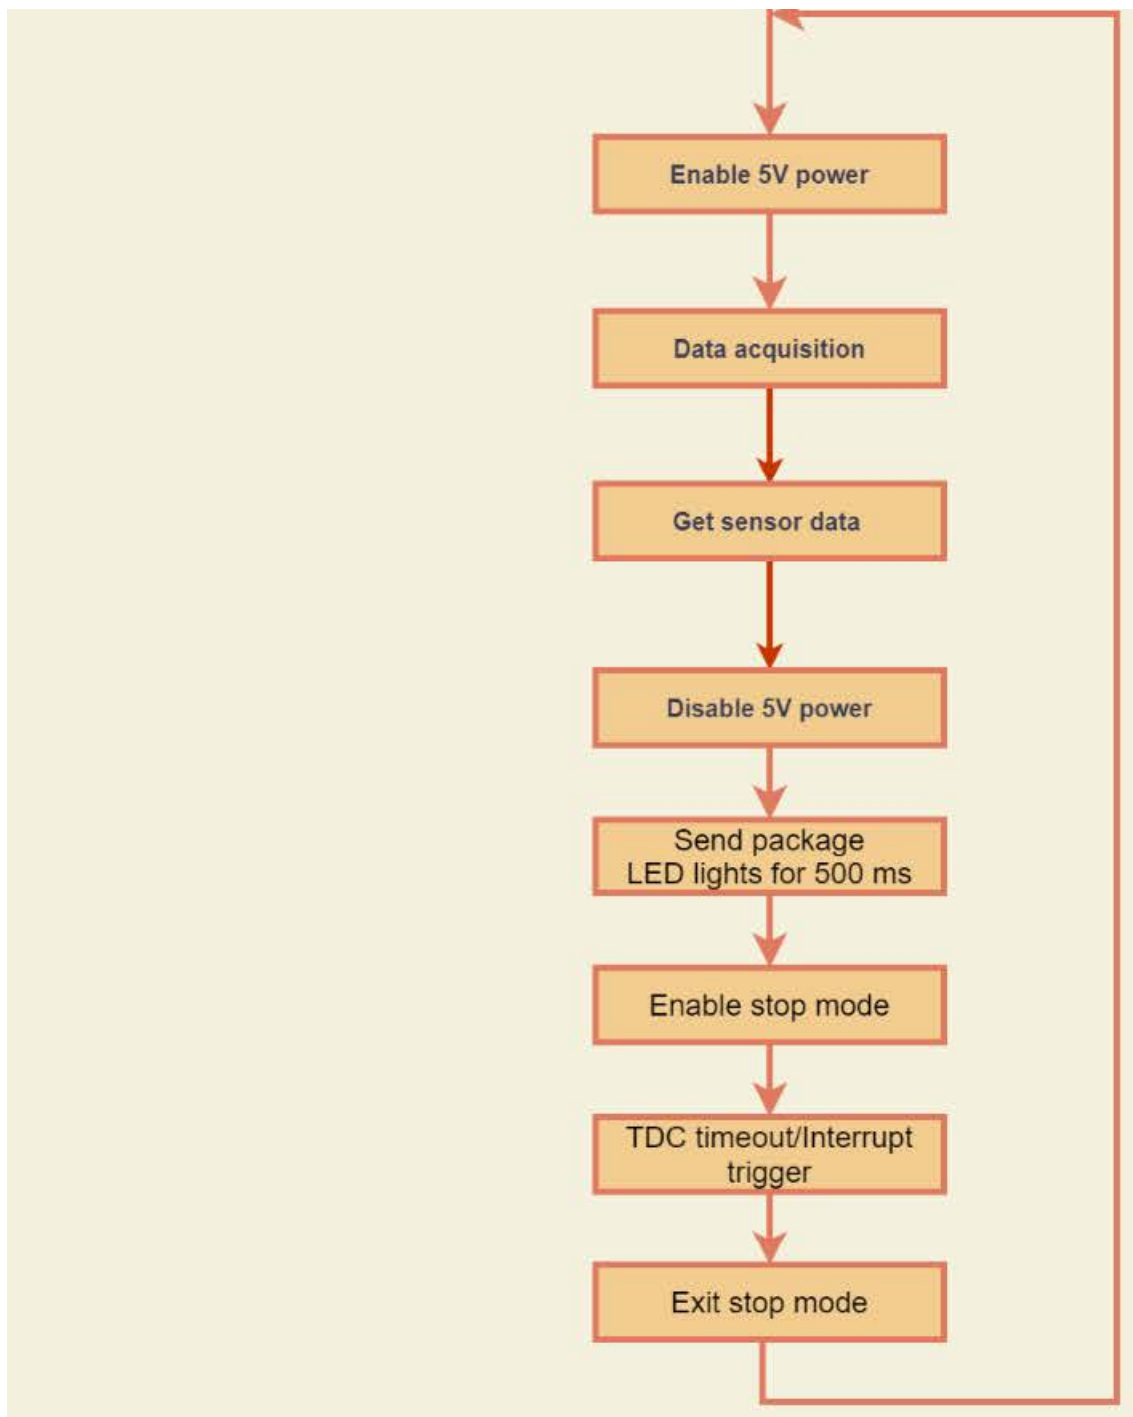 Enable 5V power
Data acquisition
Get sensor data
Disable 5V power
Send package
LED lights for 500 ms
Enable stop mode
TDC timeout/Interrupt
trigger
Exit stop mode